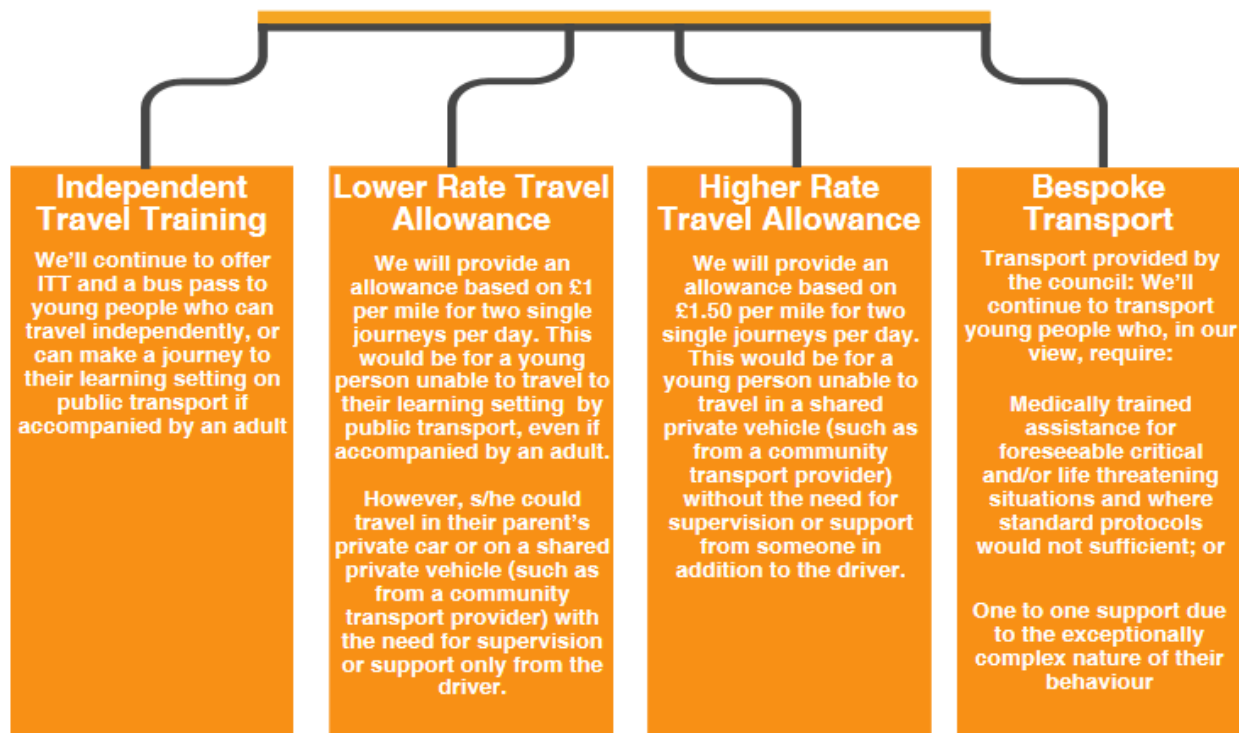 Independent
Travel Training
We'll continue to offer
ITT and a bus pass to
young people who can
travel independently, or
can make a journey to
their learning setting on
public transport if
accompanied by an adult
Lower Rate Travel
Allowance
We will provide an
allowance based on £1
per mile for two single
journeys per day. This
would be for a young
person unable to travel to
their learning setting by
public transport, even if
accompanied by an adult.
However, s/he could
travel in their parent's
private car or on a shared
private vehicle (such as
from a community
transport provider) with
the need for supervision
or support only from the
driver.
Higher Rate
Travel Allowance
We will provide an
allowance based on
£1.50 per mile for two
single journeys per day.
This would be for a
young person unable to
travel in a shared
private vehicle (such as
from a community
transport provider)
without the need for
supervision or support
from someone in
addition to the driver.
Bespoke
Transport
Transport provided by
the council: We'll
continue to transport
young people who, in our
view, require:
Medically trained
assistance for
foreseeable critical
and/or life threatening
situations and where
standard protocols
would not sufficient; or
One to one support due
to the exceptionally
complex nature of their
behaviour